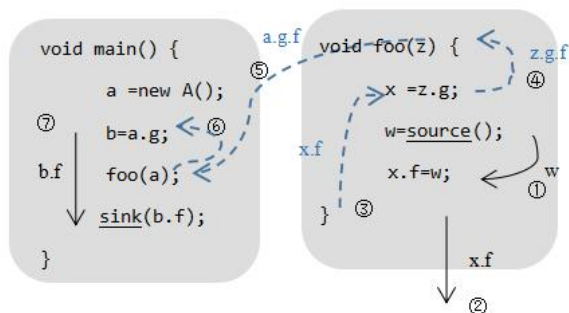 void main() {
a =new A();
⑦
b=a.g;
⑥
b.f
foo(a);
sink(b.f);
}
a.g.f
⑤
void foo(z) {
z.g.f
x =z.g;
④
w=source();
x.f
w
x.f=w;
①
③
}
x.f
②